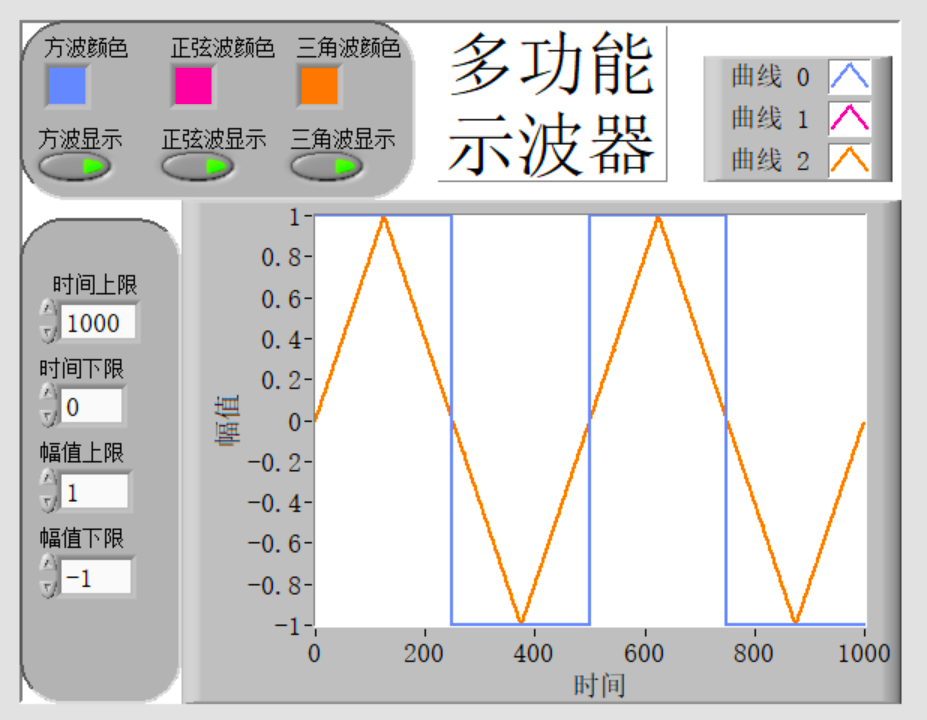 方波颜色 正弦波颜色 三角波颜色
方波显示 正弦波显示 三角波显示
多功能
示波器
曲线 0
曲线 1
曲线 2
时间上限
1000
时间下限
0
幅值上限
1
幅值下限
-1
幅值
1
0.8
0.6
0.4
0.2
0
-0.2
-0.4
-0.6
-0.8
-1
0 200 400 600 800 1000
时间